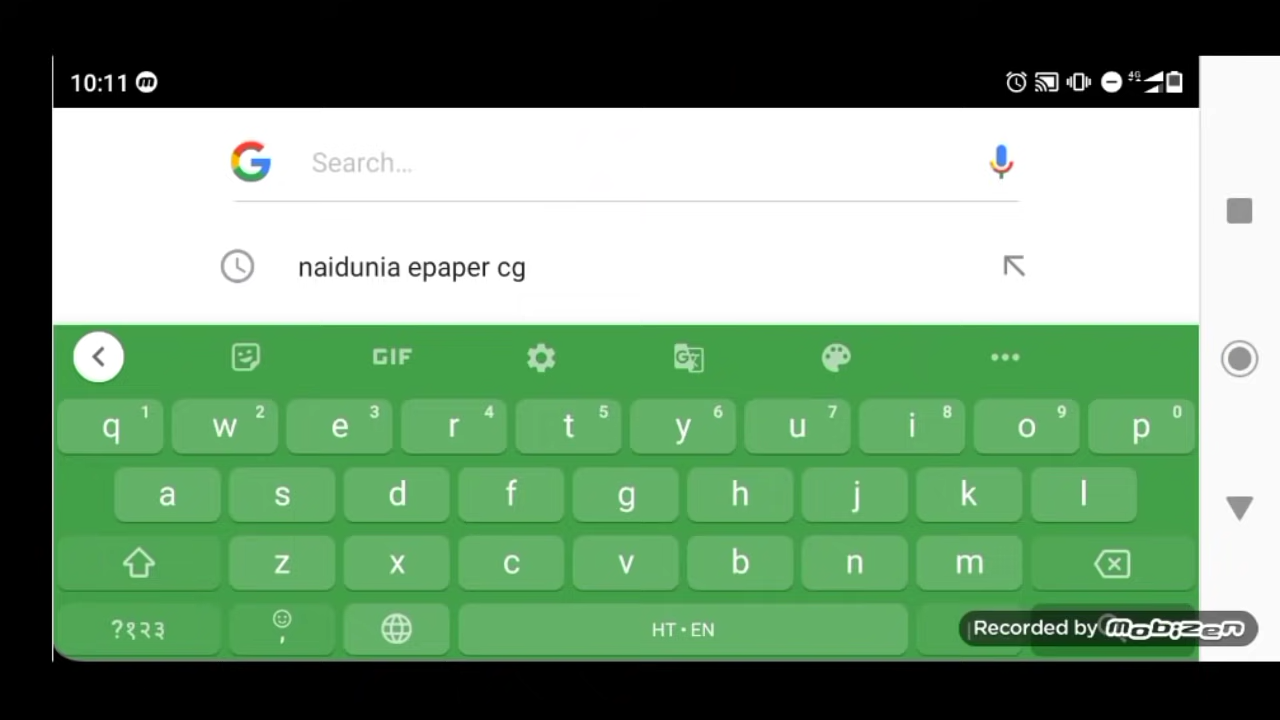 10:11
4G
Search...
naidunia epaper cg
GIF
q 1 w 2 e 3 r 4 t 5 y 6 u 7 i 8 o 9 p 0
a s d f g h j k l
z x c v b n m
?१२३ , HT • EN
Recorded by mobizen